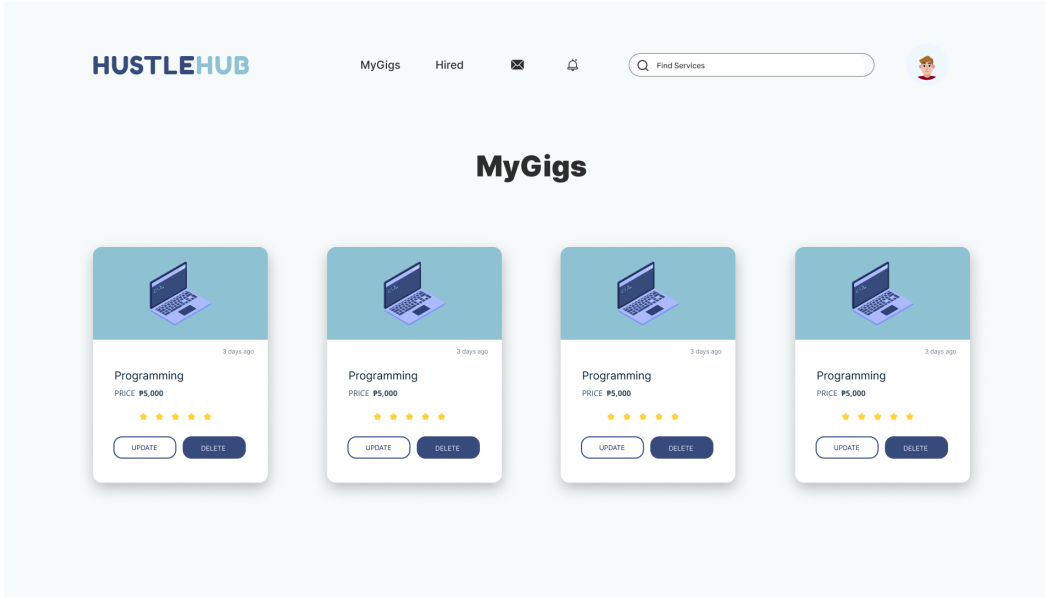 HUSTLEHUB
MyGigs
Hired
Find Services
MyGigs
3 days ago
Programming
PRICE ₱5,000
UPDATE
DELETE
3 days ago
Programming
PRICE ₱5,000
UPDATE
DELETE
3 days ago
Programming
PRICE ₱5,000
UPDATE
DELETE
3 days ago
Programming
PRICE ₱5,000
UPDATE
DELETE